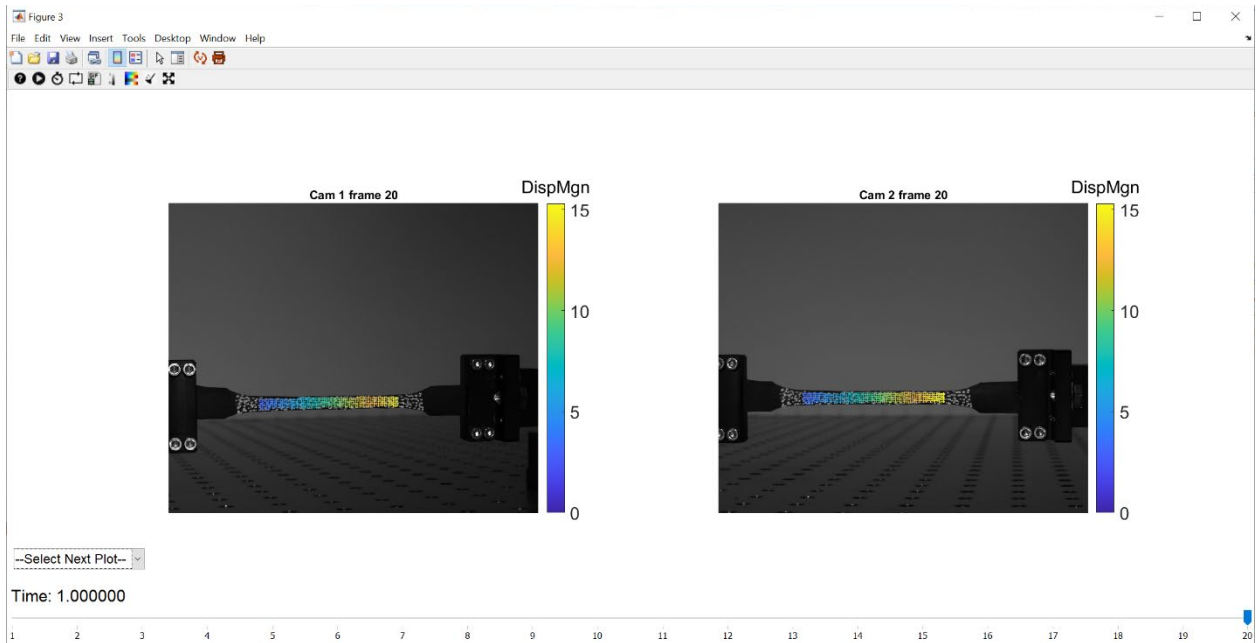 Figure 3
File Edit View Insert Tools Desktop Window Help
Cam 1 frame 20
DispMgn
15
10
5
0
Cam 2 frame 20
DispMgn
15
10
5
0
--Select Next Plot--
Time: 1.000000
1 2 3 4 5 6 7 8 9 10 11 12 13 14 15 16 17 18 19 20